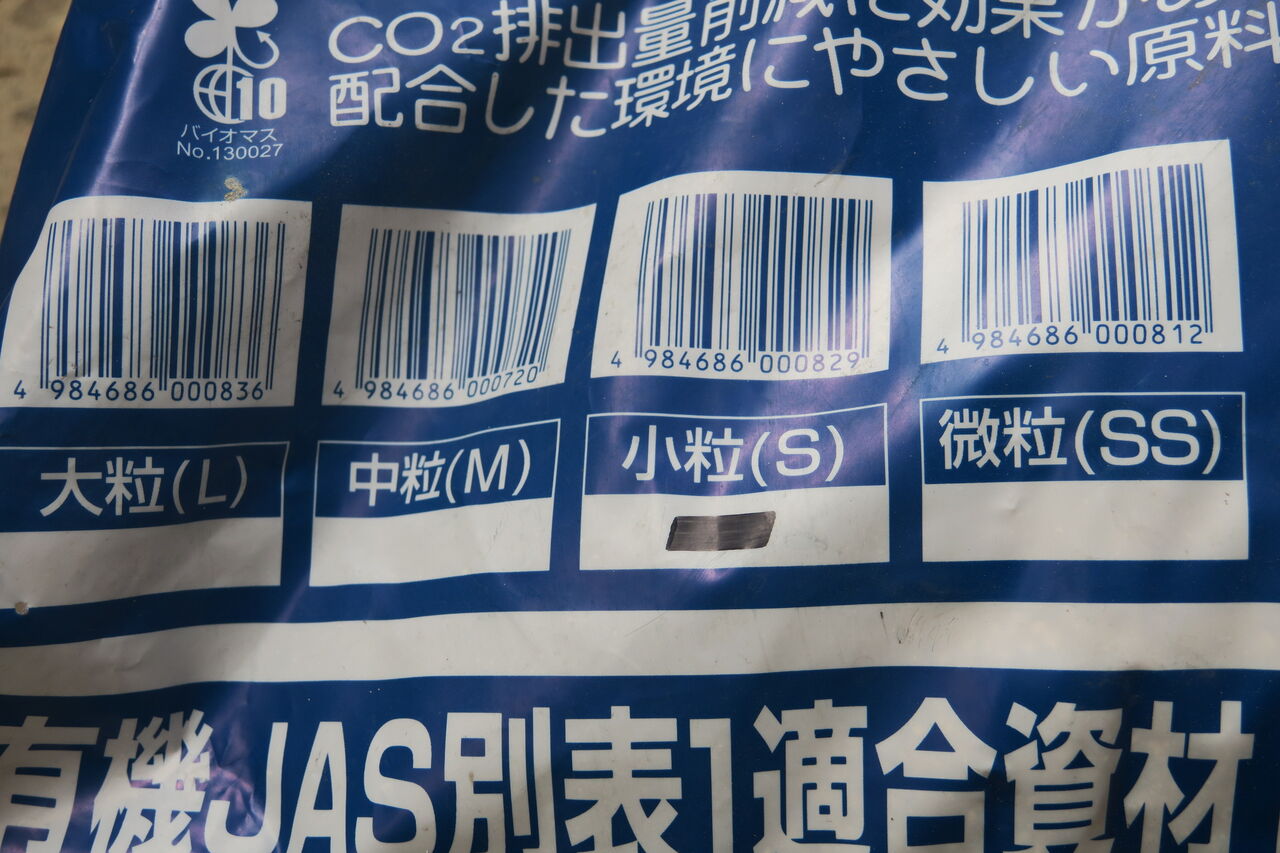 CO2排出量削減に効果が
配合した環境にやさしい原料
10
バイオマス
No.130027
4 984686 000836
4 984686 000720
4 984686 000829
4 984686 000812
大粒(L)
中粒(M)
小粒(S)
微粒(SS)
有機JAS別表1適合資材